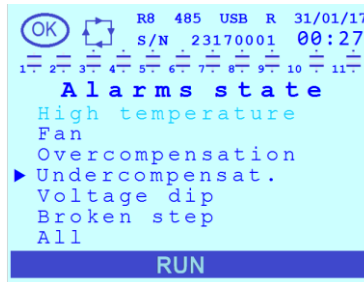 OK R8 485 USB R 31/01/17
S/N 23170001 00:27
1 2 3 4 5 6 7 8 9 10 11
Alarms state
High temperature
Fan
Overcompensation
Undercompensat.
Voltage dip
Broken step
All
RUN